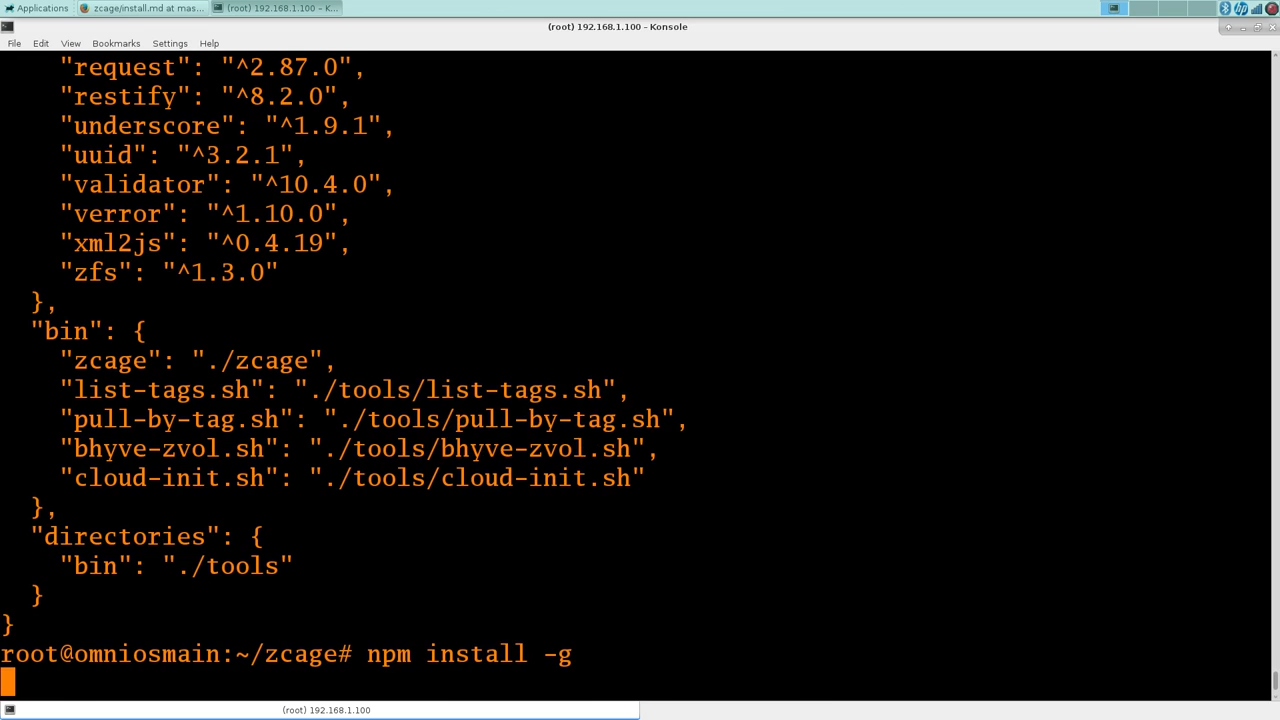 Applications
zcage/install.md at mas...
(root) 192.168.1.100 – K...
(root) 192.168.1.100 – Konsole
File Edit View Bookmarks Settings Help
"request": "^2.87.0",
"restify": "^8.2.0",
"underscore": "^1.9.1",
"uuid": "^3.2.1",
"validator": "^10.4.0",
"verror": "^1.10.0",
"xml2js": "^0.4.19",
"zfs": "^1.3.0"
},
"bin": {
"zcage": "./zcage",
"list-tags.sh": "./tools/list-tags.sh",
"pull-by-tag.sh": "./tools/pull-by-tag.sh",
"bhyve-zvol.sh": "./tools/bhyve-zvol.sh",
"cloud-init.sh": "./tools/cloud-init.sh"
},
"directories": {
"bin": "./tools"
}
}
root@omniosmain:~/zcage# npm install -g
(root) 192.168.1.100